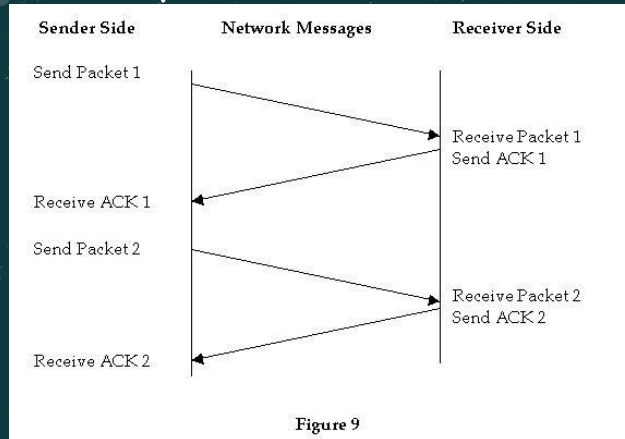 Sender Side Network Messages Receiver Side
Send Packet 1
Receive Packet 1
Send ACK 1
Receive ACK 1
Send Packet 2
Receive Packet 2
Send ACK 2
Receive ACK 2
Figure 9